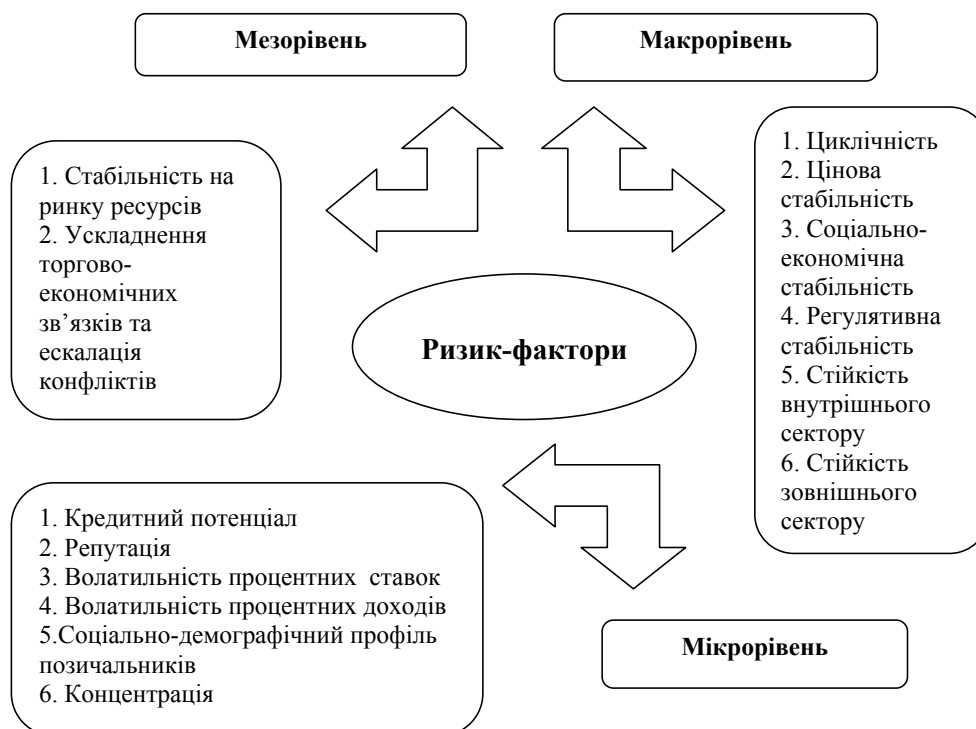 Мезорівень
Макрорівень
1. Стабільність на
ринку ресурсів
2. Ускладнення
торгово-
економічних
зв’язків та
ескалація
конфліктів
1. Циклічність
2. Цінова
стабільність
3. Соціально-
економічна
стабільність
4. Регулятивна
стабільність
5. Стійкість
внутрішнього
сектору
6. Стійкість
зовнішнього
сектору
Ризик-фактори
1. Кредитний потенціал
2. Репутація
3. Волатильність процентних ставок
4. Волатильність процентних доходів
5.Соціально-демографічний профіль
позичальників
6. Концентрація
Мікрорівень